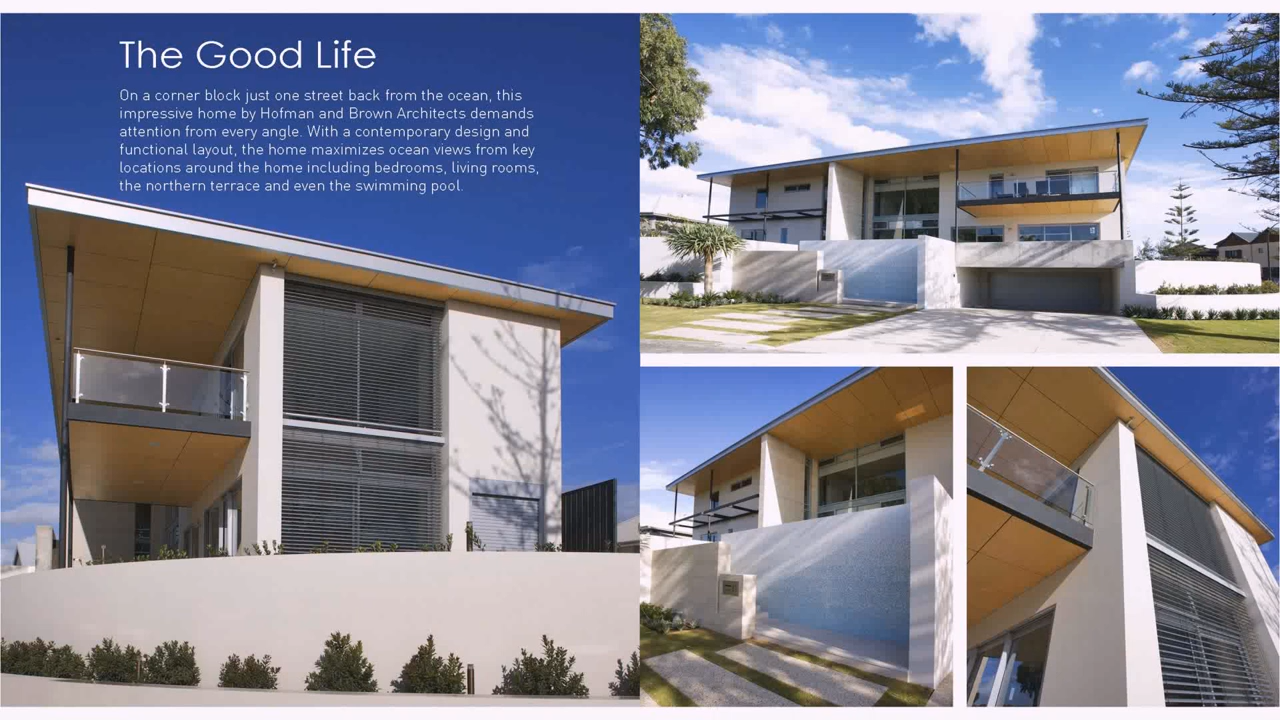 The Good Life
On a corner block just one street back from the ocean, this
impressive home by Hofman and Brown Architects demands
attention from every angle. With a contemporary design and
functional layout, the home maximizes ocean views from key
locations around the home including bedrooms, living rooms,
the northern terrace and even the swimming pool.